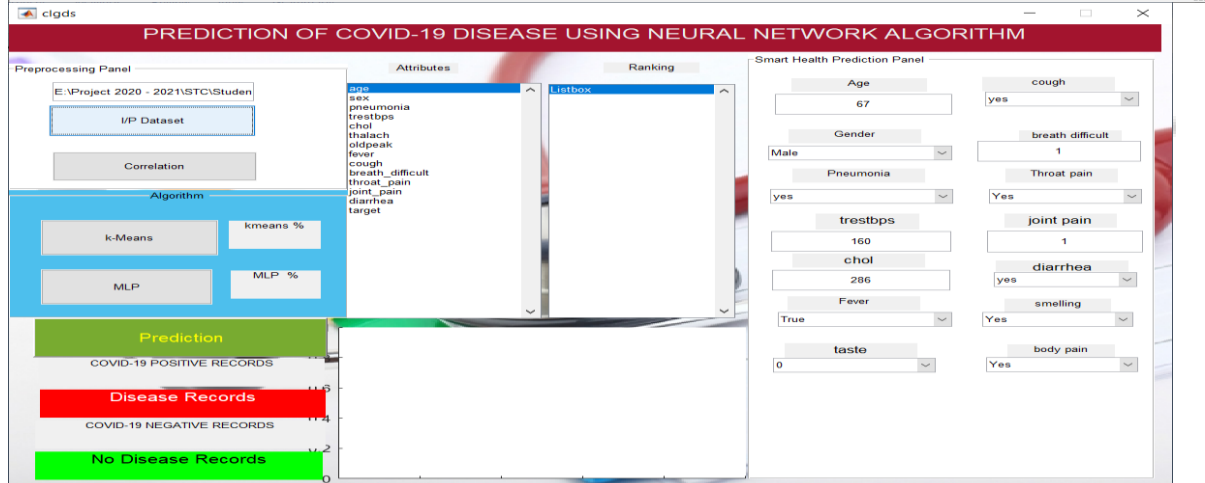 clgds
PREDICTION OF COVID-19 DISEASE USING NEURAL NETWORK ALGORITHM
Preprocessing Panel
E:\Project 2020 - 2021\STC\Studen
I/P Dataset
Correlation
Algorithm
k-Means
kmeans %
MLP
MLP %
Prediction
COVID-19 POSITIVE RECORDS
Disease Records
COVID-19 NEGATIVE RECORDS
No Disease Records
Attributes
age
sex
pneumonia
trestbps
chol
thalach
oldpeak
fever
cough
breath_difficult
throat_pain
joint_pain
diarrhea
target
Ranking
Listbox
0
Smart Health Prediction Panel
Age
67
cough
yes
Gender
Male
breath difficult
1
Pneumonia
yes
Throat pain
Yes
trestbps
160
joint pain
1
chol
286
diarrhea
yes
Fever
True
smelling
Yes
taste
0
body pain
Yes